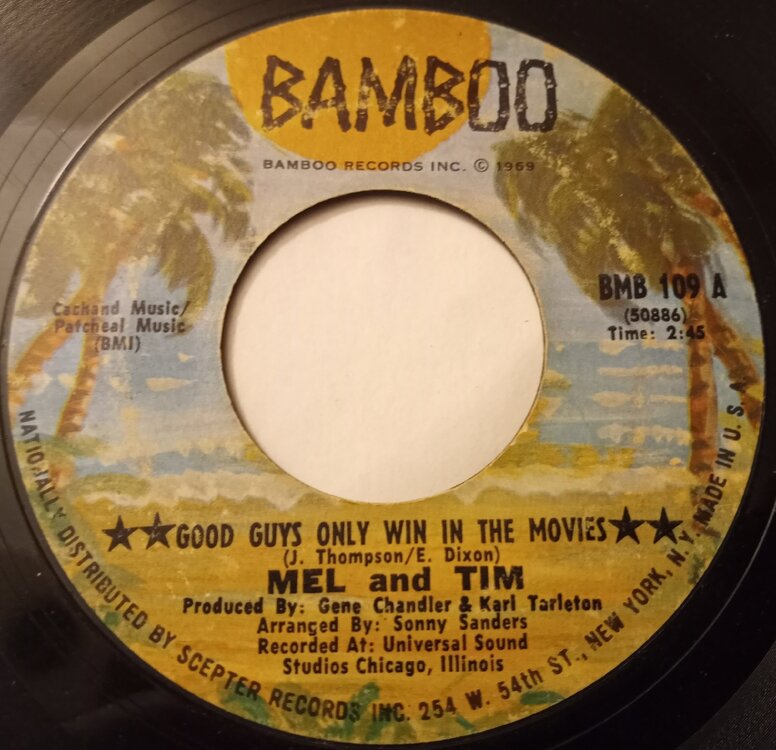 BAMBOO
BAMBOO RECORDS INC. © 1969
BMB 109 A
(50886)
Time: 2:45
Cachand Music/
Patcheal Music
(BMI)
★★GOOD GUYS ONLY WIN IN THE MOVIES★★
(J. Thompson/E. Dixon)
MEL and TIM
Produced By: Gene Chandler & Karl Tarleton
Arranged By: Sonny Sanders
Recorded At: Universal Sound
Studios Chicago, Illinois
NATIONALLY DISTRIBUTED BY SCEPTER RECORDS INC. 254 W. 54th ST., NEW YORK, N.Y. MADE IN U.S.A.